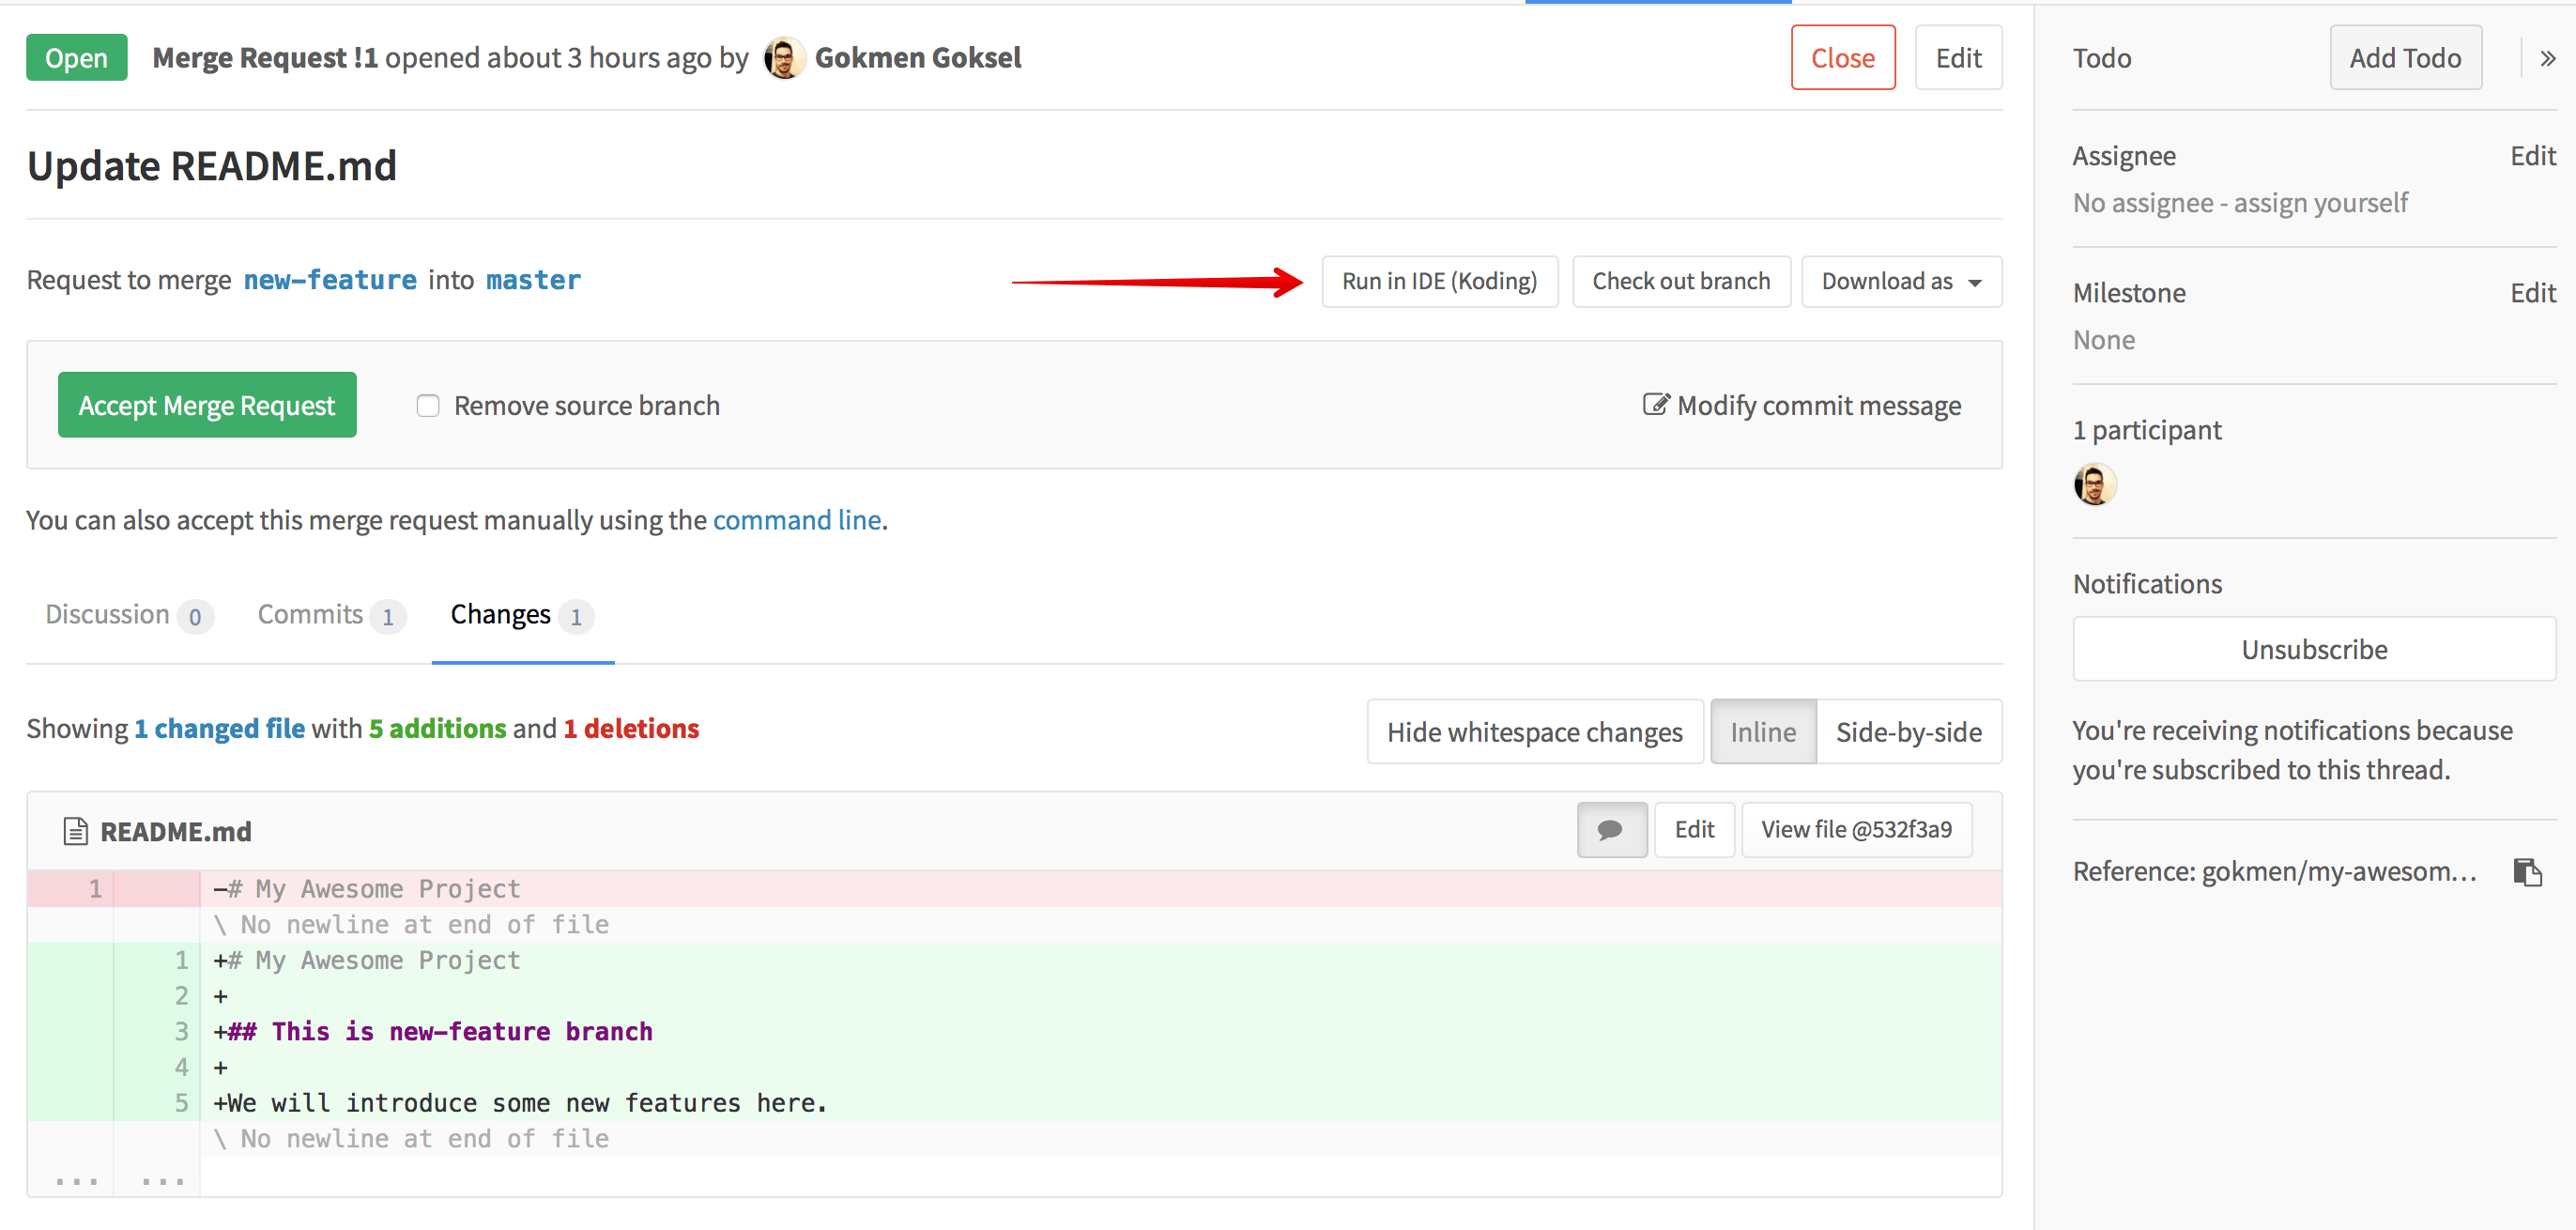 Open Merge Request !1 opened about 3 hours ago by Gokmen Goksel Close Edit
Update README.md
Request to merge new-feature into master Run in IDE (Koding) Check out branch Download as
Accept Merge Request Remove source branch Modify commit message
You can also accept this merge request manually using the command line.
Discussion 0 Commits 1 Changes 1
Showing 1 changed file with 5 additions and 1 deletions Hide whitespace changes Inline Side-by-side
README.md Edit View file @532f3a9
1 -# My Awesome Project
\ No newline at end of file
1 +# My Awesome Project
2 +
3 +## This is new-feature branch
4 +
5 +We will introduce some new features here.
\ No newline at end of file
... ...
Todo Add Todo »
Assignee Edit
No assignee - assign yourself
Milestone Edit
None
1 participant
Notifications
Unsubscribe
You're receiving notifications because
you're subscribed to this thread.
Reference: gokmen/my-awesom...